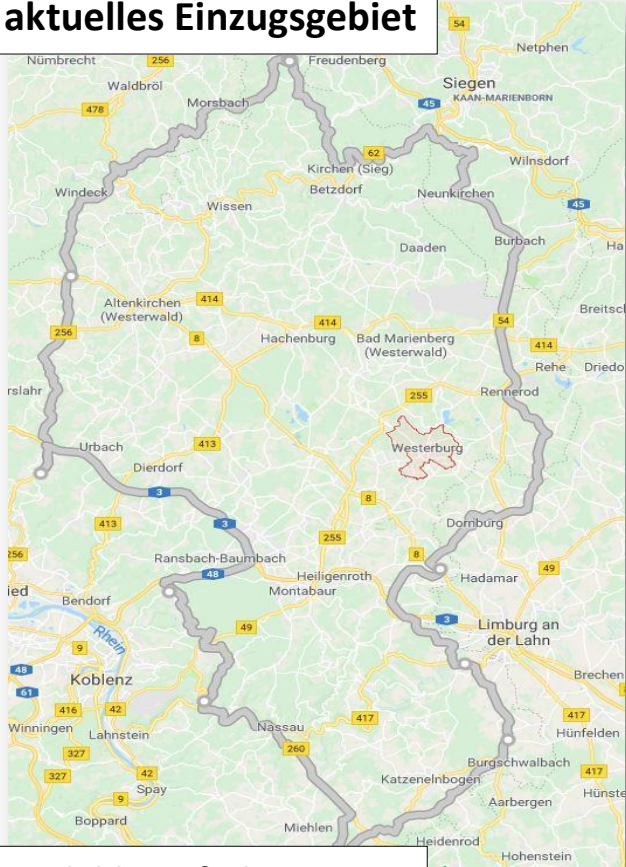 aktuelles Einzugsgebiet
54
Netphen
Nümbrecht
256
Freudenberg
Siegen
KAAN-MARIENBORN
Waldbröl
Morsbach
45
478
62
Wilnsdorf
Kirchen (Sieg)
Betzdorf
Windeck
Neunkirchen
Wissen
45
Burbach
Ha
Daaden
414
Altenkirchen
(Westerwald)
Breitsc
54
414
256
8
Hachenburg
Bad Marienberg
(Westerwald)
414
Rehe
Driedo
rslahr
255
Rennerod
413
Urbach
Westerburg
Dierdorf
3
8
413
3
Dornburg
255
256
8
Ransbach-Baumbach
49
48
Heiligenroth
Hadamar
ied
Montabaur
Bendorf
3
49
Limburg an
der Lahn
Rhein
9
48
Koblenz
Brechen
61
416
42
417
417
Winningen
Nassau
Hünfelden
Lahnstein
260
327
Burgschwalbach
42
417
327
Katzenelnbogen
Spay
Hünste
9
Aarbergen
Boppard
Miehlen
Heidenrod
Hohenstein